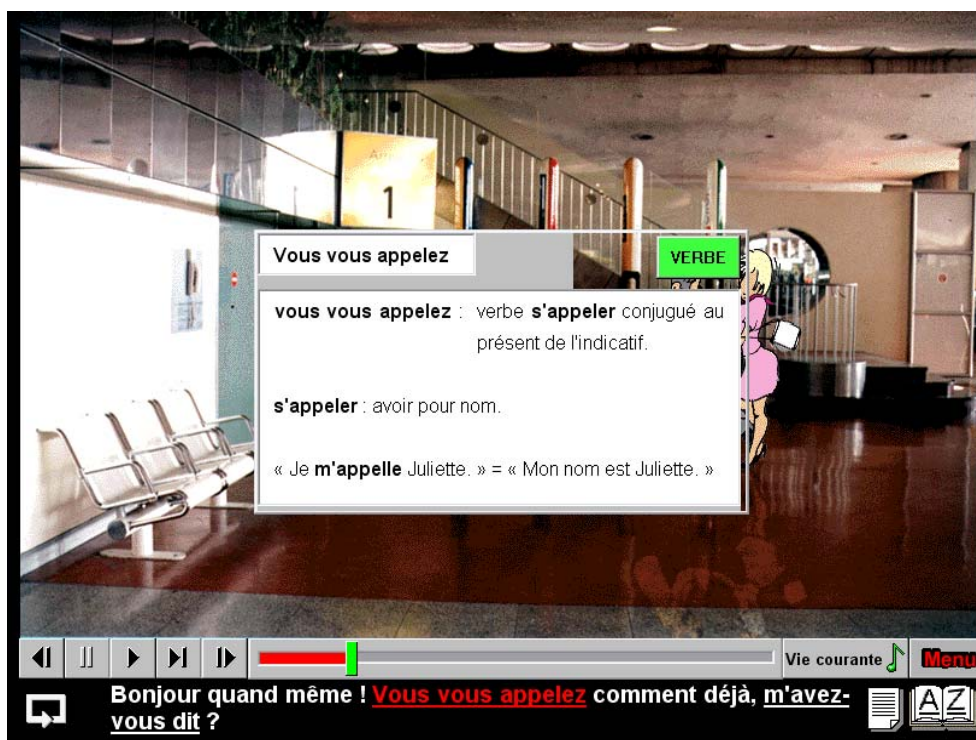 1
Vous vous appelez
VERBE
vous vous appelez : verbe s'appeler conjugué au
présent de l'indicatif.
s'appeler : avoir pour nom.
« Je m'appelle Juliette. » = « Mon nom est Juliette. »
Vie courante
Menu
Bonjour quand même ! Vous vous appelez comment déjà, m'avez-
vous dit ?
A Z